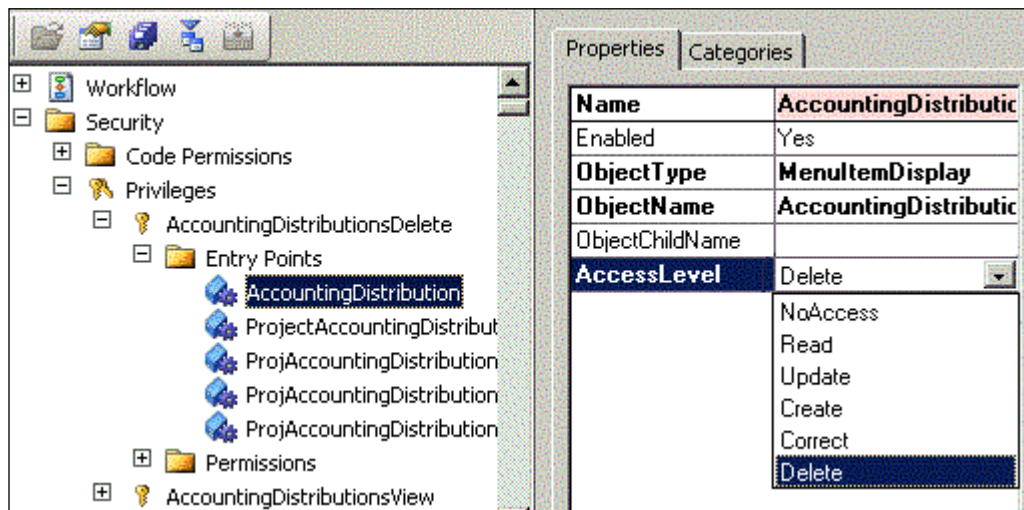 Workflow
Security
Code Permissions
Privileges
AccountingDistributionsDelete
Entry Points
AccountingDistribution
ProjectAccountingDistribut
ProjAccountingDistribution
ProjAccountingDistribution
ProjAccountingDistribution
Permissions
AccountingDistributionsView
Properties Categories
Name AccountingDistributic
Enabled Yes
ObjectType MenuItemDisplay
ObjectName AccountingDistributic
ObjectChildName
AccessLevel Delete
NoAccess
Read
Update
Create
Correct
Delete